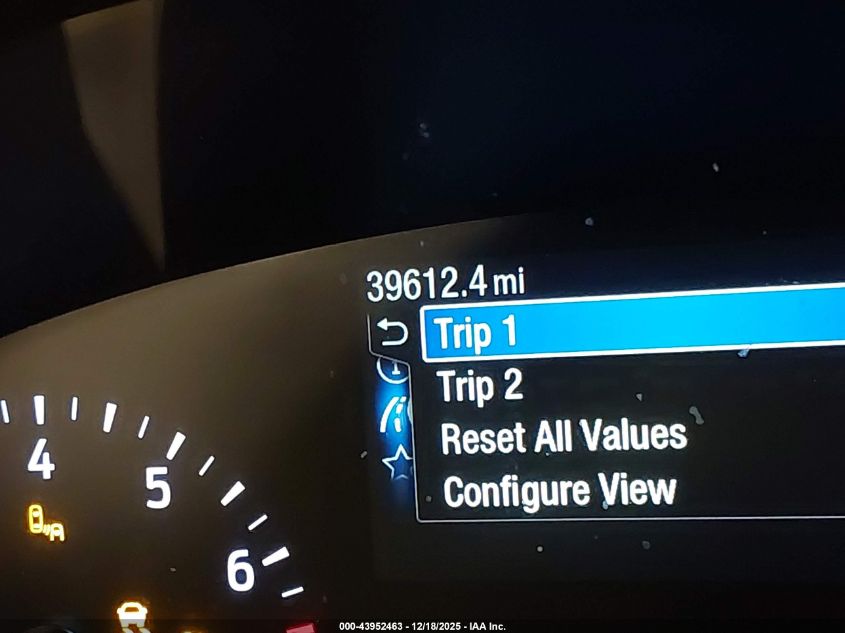 39612.4 mi
Trip 1
Trip 2
Reset All Values
Configure View
4
5
6
A
000-43952463 - 12/18/2025 - IAA Inc.